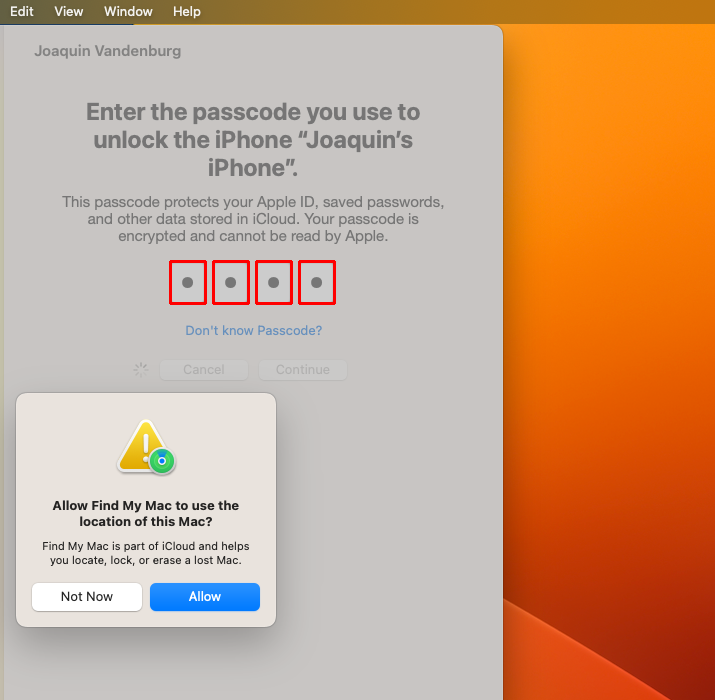 Edit View Window Help
Joaquin Vandenburg
Enter the passcode you use to
unlock the iPhone “Joaquin’s
iPhone”.
This passcode protects your Apple ID, saved passwords,
and other data stored in iCloud. Your passcode is
encrypted and cannot be read by Apple.
Don't know Passcode?
Cancel Continue
Allow Find My Mac to use the
location of this Mac?
Find My Mac is part of iCloud and helps
you locate, lock, or erase a lost Mac.
Not Now Allow